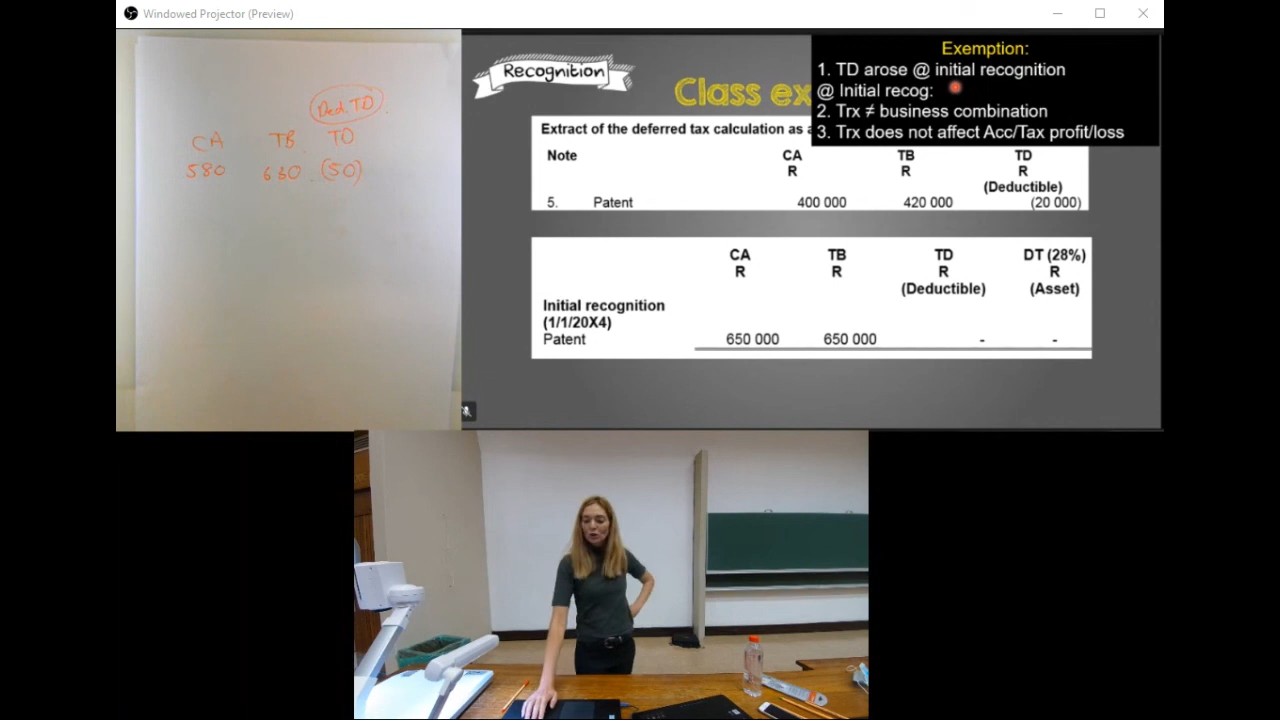 Windowed Projector (Preview)
Ded. TD
CA TB TD
580 630 (50)
Recognition
Class ex
Exemption:
1. TD arose @ initial recognition
@ Initial recog:
2. Trx ≠ business combination
3. Trx does not affect Acc/Tax profit/loss
Extract of the deferred tax calculation as a
Note CA TB TD
R R R
(Deductible)
5. Patent 400 000 420 000 (20 000)
CA TB TD DT (28%)
R R R R
(Deductible) (Asset)
Initial recognition
(1/1/20X4)
Patent 650 000 650 000 - -